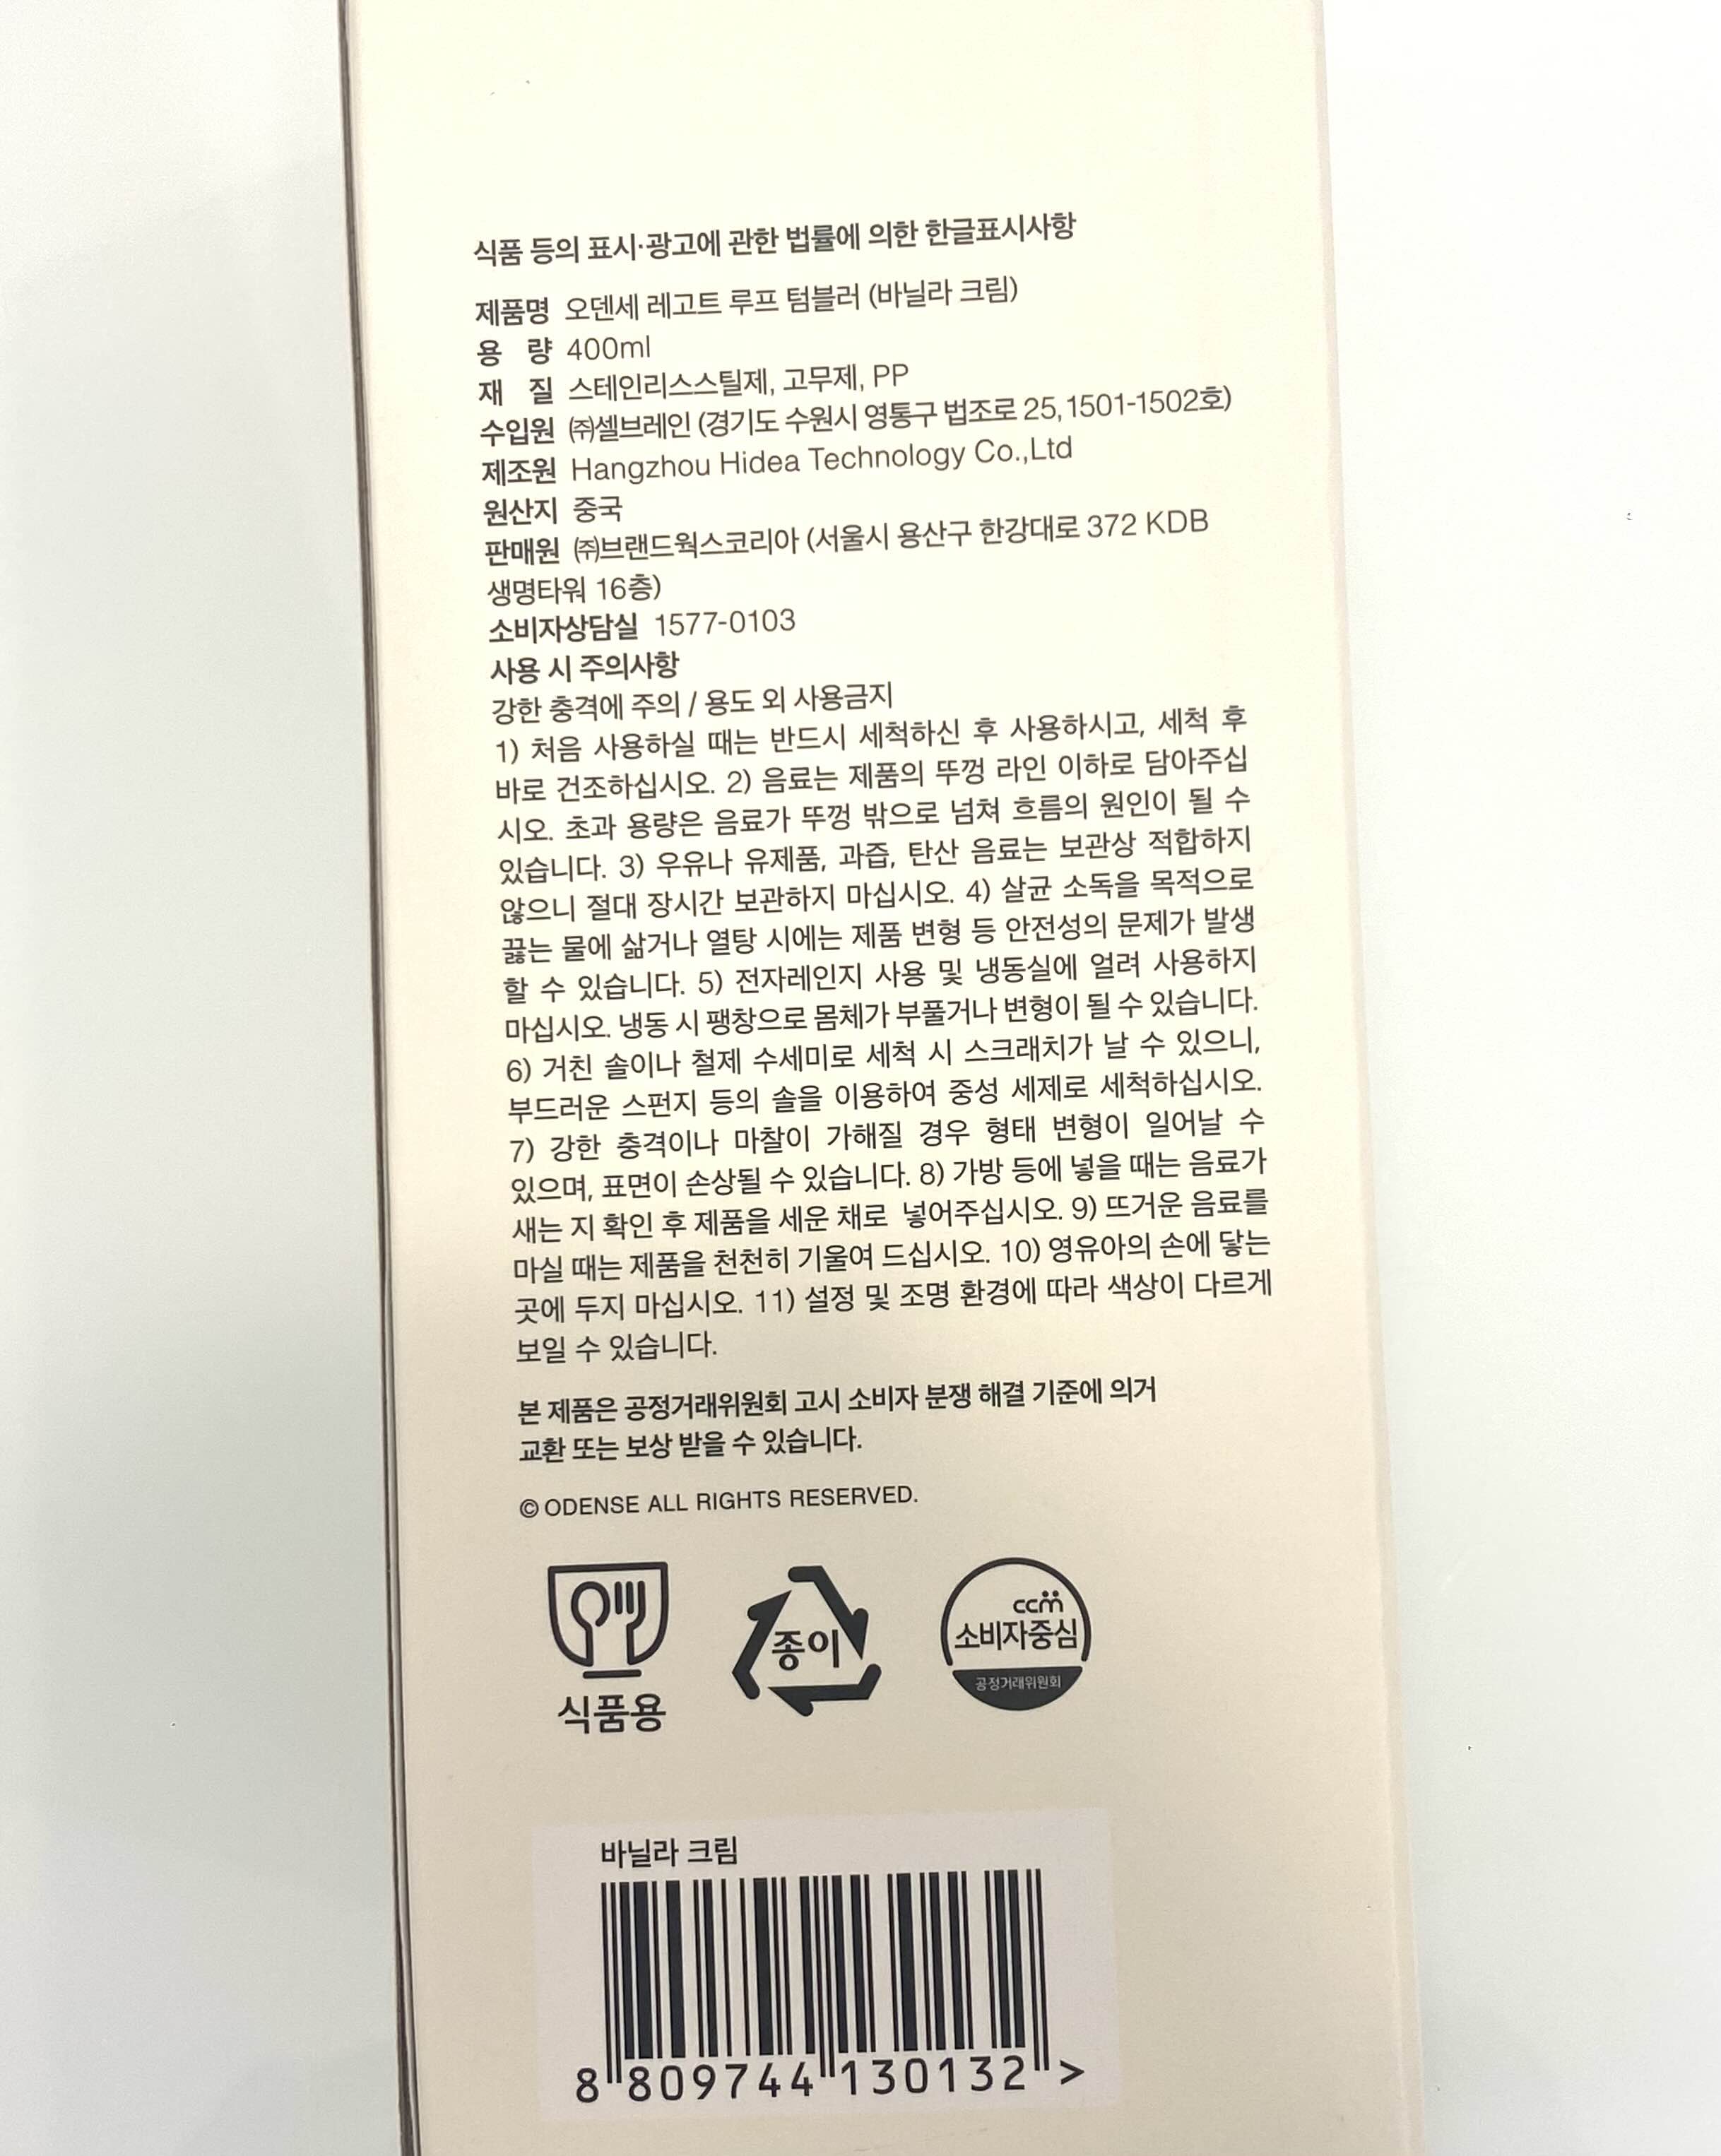 식품 등의 표시·광고에 관한 법률에 의한 한글표시사항
제품명 오덴세 레고트 루프 텀블러 (바닐라 크림)
용 량 400ml
재 질 스테인리스스틸제, 고무제, PP
수입원 ㈜셀브레인 (경기도 수원시 영통구 법조로 25, 1501-1502호)
제조원 Hangzhou Hidea Technology Co.,Ltd
원산지 중국
판매원 ㈜브랜드웍스코리아 (서울시 용산구 한강대로 372 KDB
생명타워 16층)
소비자상담실 1577-0103
사용 시 주의사항
강한 충격에 주의 / 용도 외 사용금지
1) 처음 사용하실 때는 반드시 세척하신 후 사용하시고, 세척 후
바로 건조하십시오. 2) 음료는 제품의 뚜껑 라인 이하로 담아주십
시오. 초과 용량은 음료가 뚜껑 밖으로 넘쳐 흐름의 원인이 될 수
있습니다. 3) 우유나 유제품, 과즙, 탄산 음료는 보관상 적합하지
않으니 절대 장시간 보관하지 마십시오. 4) 살균 소독을 목적으로
끓는 물에 삶거나 열탕 시에는 제품 변형 등 안전성의 문제가 발생
할 수 있습니다. 5) 전자레인지 사용 및 냉동실에 얼려 사용하지
마십시오. 냉동 시 팽창으로 몸체가 부풀거나 변형이 될 수 있습니다.
6) 거친 솔이나 철제 수세미로 세척 시 스크래치가 날 수 있으니,
부드러운 스펀지 등의 솔을 이용하여 중성 세제로 세척하십시오.
7) 강한 충격이나 마찰이 가해질 경우 형태 변형이 일어날 수
있으며, 표면이 손상될 수 있습니다. 8) 가방 등에 넣을 때는 음료가
새는 지 확인 후 제품을 세운 채로 넣어주십시오. 9) 뜨거운 음료를
마실 때는 제품을 천천히 기울여 드십시오. 10) 영유아의 손에 닿는
곳에 두지 마십시오. 11) 설정 및 조명 환경에 따라 색상이 다르게
보일 수 있습니다.
본 제품은 공정거래위원회 고시 소비자 분쟁 해결 기준에 의거
교환 또는 보상 받을 수 있습니다.
© ODENSE ALL RIGHTS RESERVED.
식품용
종이
ccm
소비자중심
공정거래위원회
바닐라 크림
8 809744 130132 >